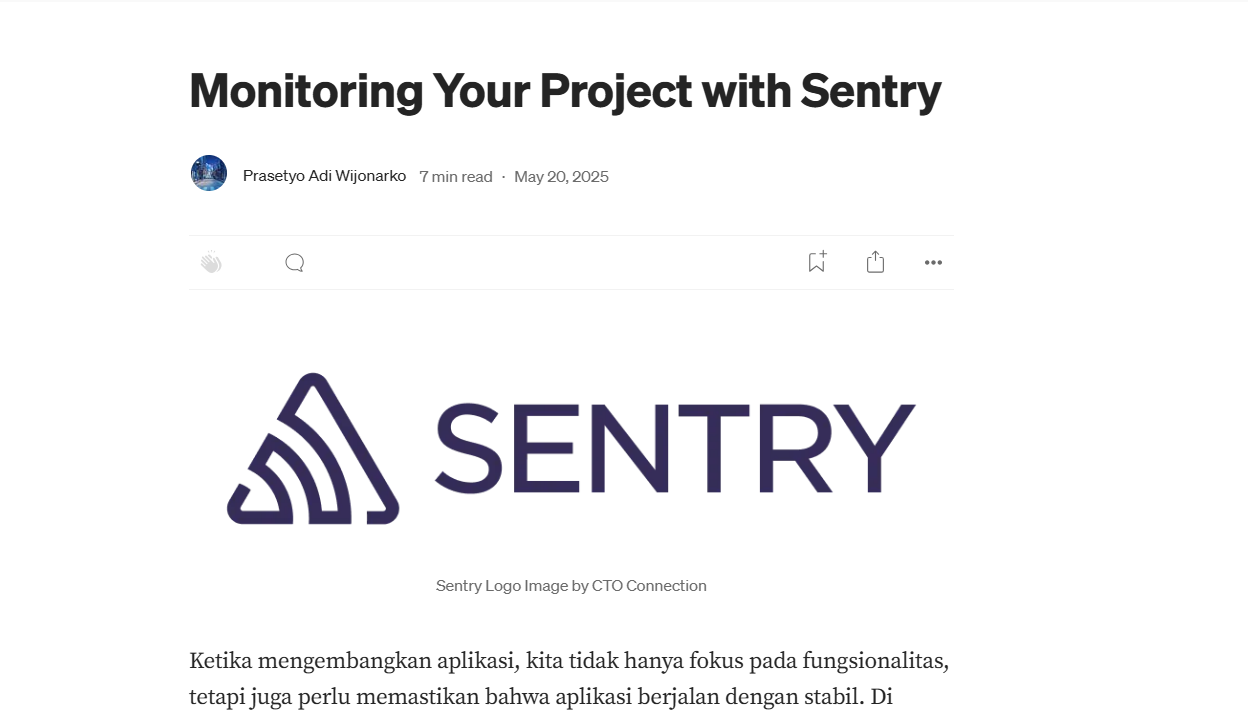 Monitoring Your Project with Sentry
Prasetyo Adi Wijonarko 7 min read · May 20, 2025
SENTRY
Sentry Logo Image by CTO Connection
Ketika mengembangkan aplikasi, kita tidak hanya fokus pada fungsionalitas,
tetapi juga perlu memastikan bahwa aplikasi berjalan dengan stabil. Di